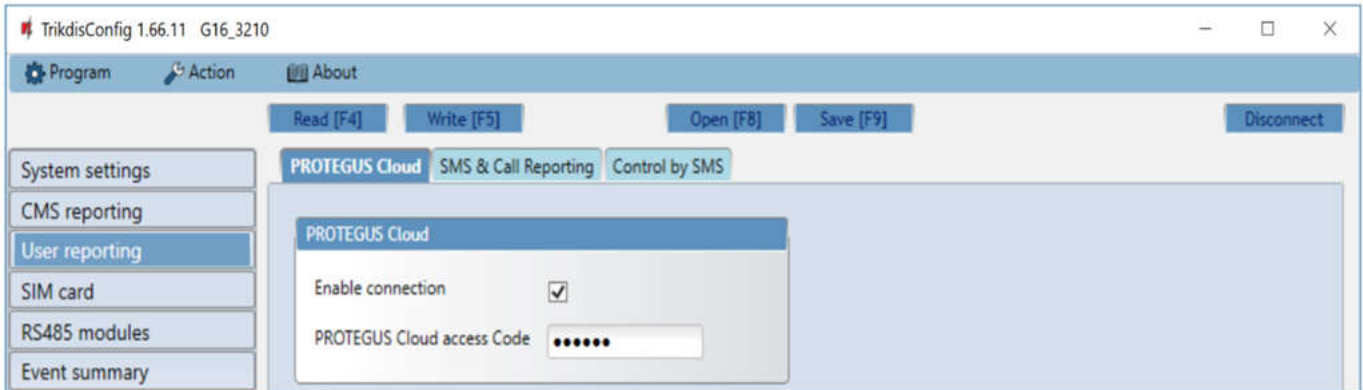 TrikdisConfig 1.66.11 G16_3210
Program Action About
Read [F4] Write [F5] Open [F8] Save [F9] Disconnect
System settings
CMS reporting
User reporting
SIM card
RS485 modules
Event summary
PROTEGUS Cloud SMS & Call Reporting Control by SMS
PROTEGUS Cloud
Enable connection
PROTEGUS Cloud access Code ••••••